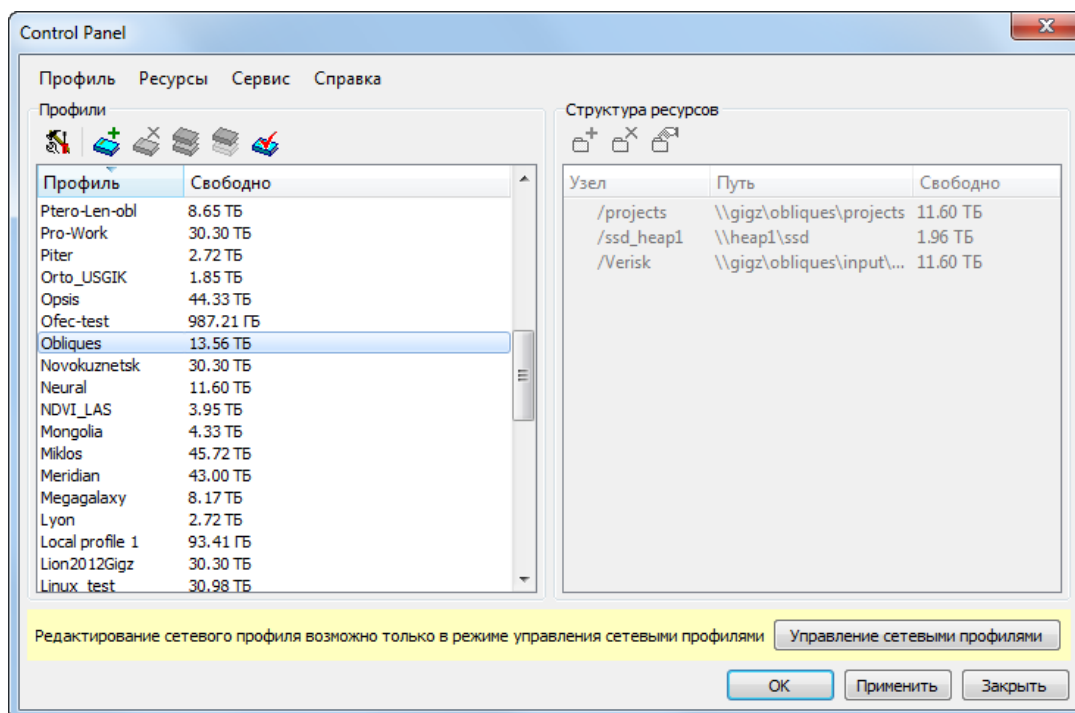 Control Panel
Профиль Ресурсы Сервис Справка
Профили
Профиль Свободно
Ptero-Len-obl 8.65 ТБ
Pro-Work 30.30 ТБ
Piter 2.72 ТБ
Orto_USGIK 1.85 ТБ
Opsis 44.33 ТБ
Ofec-test 987.21 ГБ
Obliques 13.56 ТБ
Novokuznetsk 30.30 ТБ
Neural 11.60 ТБ
NDVI_LAS 3.95 ТБ
Mongolia 4.33 ТБ
Miklos 45.72 ТБ
Meridian 43.00 ТБ
Megagalaxy 8.17 ТБ
Lyon 2.72 ТБ
Local profile 1 93.41 ГБ
Lion2012Gigz 30.30 ТБ
Linux_test 30.98 ТБ
Структура ресурсов
Узел Путь Свободно
/projects \\gigz\obliques\projects 11.60 ТБ
/ssd_heap1 \\heap1\ssd 1.96 ТБ
/Verisk \\gigz\obliques\input\... 11.60 ТБ
Редактирование сетевого профиля возможно только в режиме управления сетевыми профилями Управление сетевыми профилями
OK Применить Закрыть